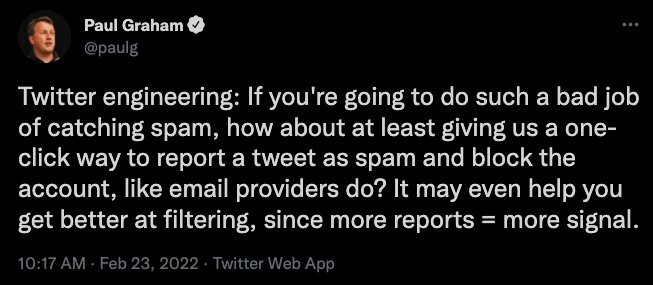 Paul Graham
@paulg
Twitter engineering: If you're going to do such a bad job
of catching spam, how about at least giving us a one-
click way to report a tweet as spam and block the
account, like email providers do? It may even help you
get better at filtering, since more reports = more signal.
10:17 AM · Feb 23, 2022 · Twitter Web App